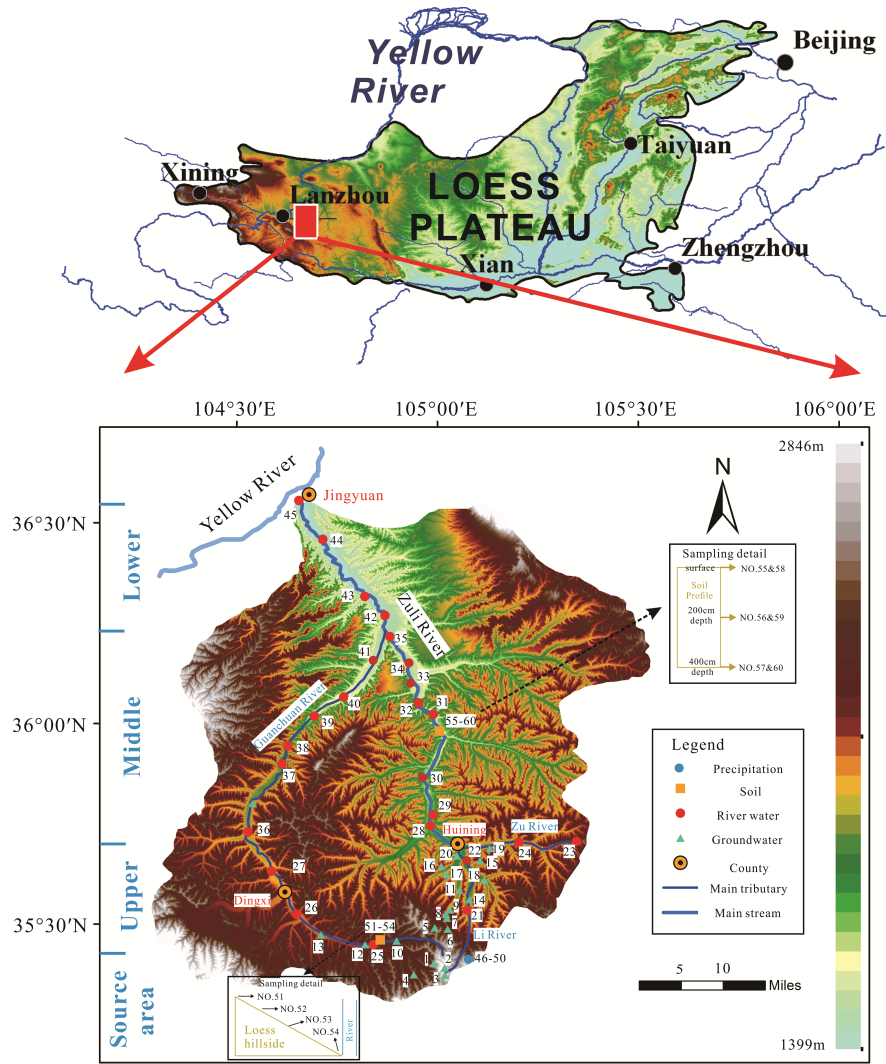 Yellow
River
Beijing
Taiyuan
Xining
Lanzhou
LOESS
PLATEAU
Zhengzhou
Xian
104°30′E
105°00′E
105°30′E
106°00′E
2846m
N
Yellow River
Jingyuan
45
36°30′N
44
Lower
Sampling detail
surface
NO.55&58
Soil
Profile
200cm
depth
NO.56&59
400cm
depth
NO.57&60
43
Zuli River
42
35
41
34
33
40
32
31
55-60
36°00′N
39
Guanchuan River
38
Middle
37
30
29
36
28
Huining
Zu River
Legend
Precipitation
Soil
River water
Groundwater
County
Main tributary
Main stream
20
22
19
24
23
16
17
15
27
18
11
Dingxi
14
9
8
26
21
7
51-54
5
35°30′N
Upper
Li River
6
13
12
25
10
1
2
46-50
4
3
5
10
Miles
Source
area
Sampling detail
NO.51
NO.52
NO.53
NO.54
Loess
hillside
River
1399m